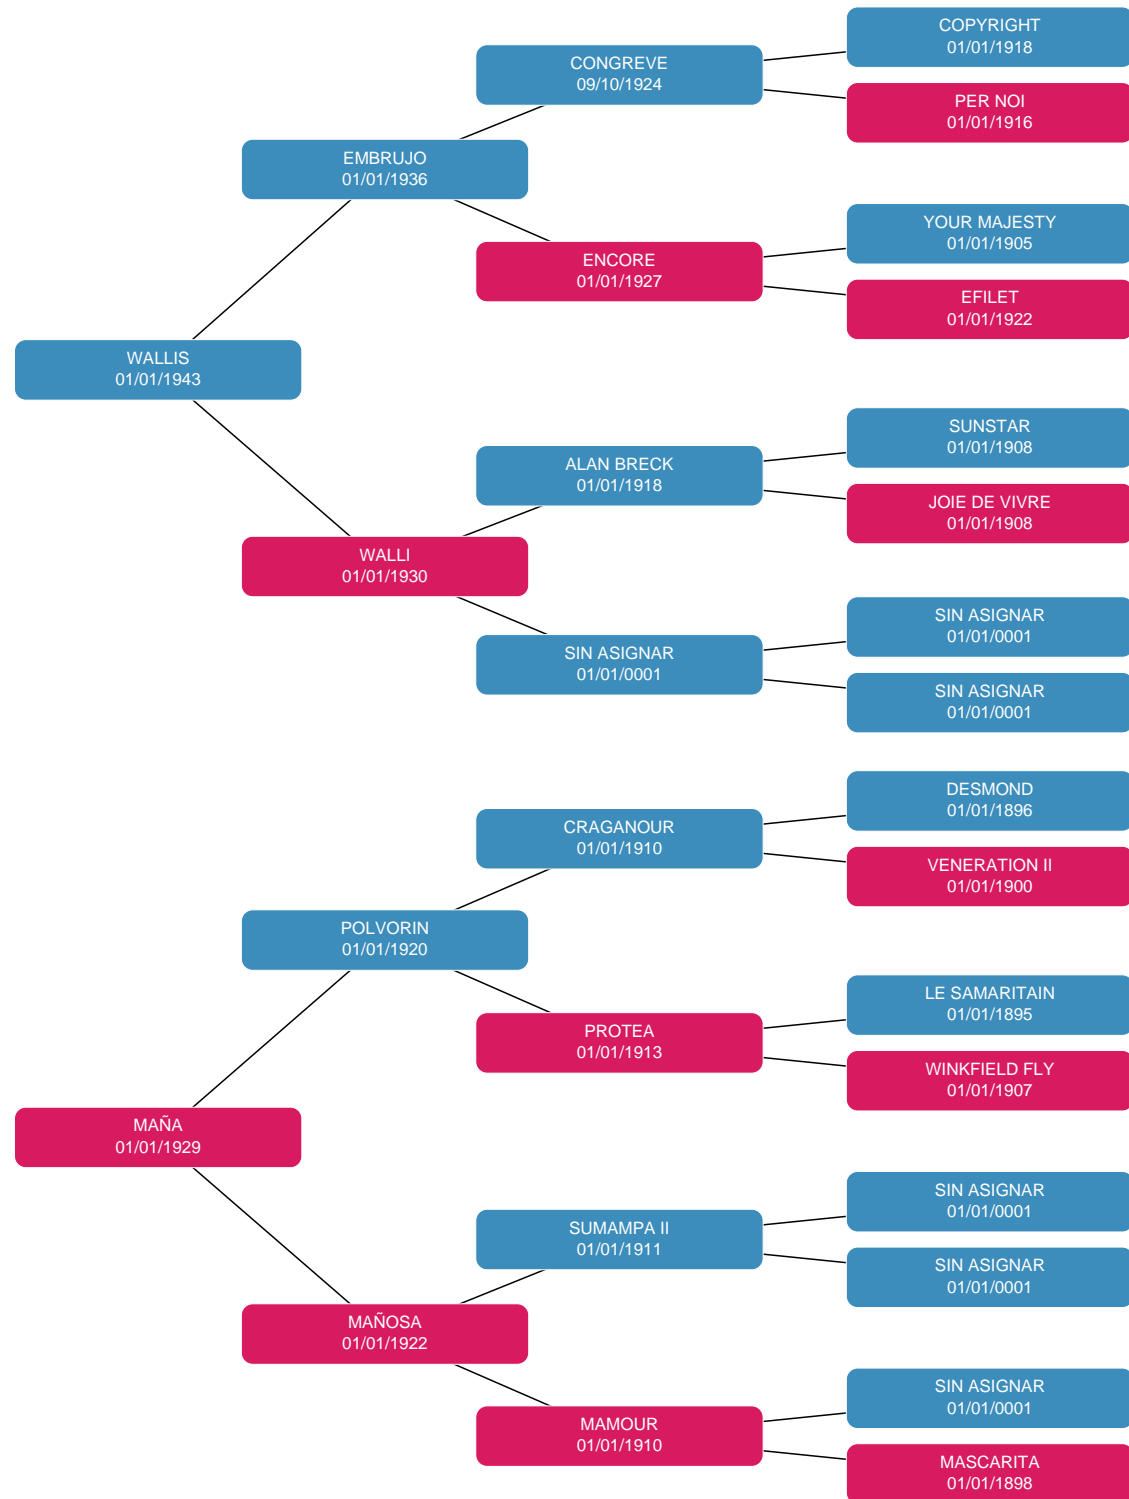 COPYRIGHT
01/01/1918
CONGREVE
09/10/1924
PER NOI
01/01/1916
EMBRUJO
01/01/1936
YOUR MAJESTY
01/01/1905
ENCORE
01/01/1927
EFILET
01/01/1922
WALLIS
01/01/1943
SUNSTAR
01/01/1908
ALAN BRECK
01/01/1918
JOIE DE VIVRE
01/01/1908
WALLI
01/01/1930
SIN ASIGNAR
01/01/0001
SIN ASIGNAR
01/01/0001
SIN ASIGNAR
01/01/0001
DESMOND
01/01/1896
CRAGANOUR
01/01/1910
VENERATION II
01/01/1900
POLVORIN
01/01/1920
LE SAMARITAIN
01/01/1895
PROTEA
01/01/1913
WINKFIELD FLY
01/01/1907
MAÑA
01/01/1929
SIN ASIGNAR
01/01/0001
SUMAMPA II
01/01/1911
SIN ASIGNAR
01/01/0001
MAÑOSA
01/01/1922
SIN ASIGNAR
01/01/0001
MAMOUR
01/01/1910
MASCARITA
01/01/1898